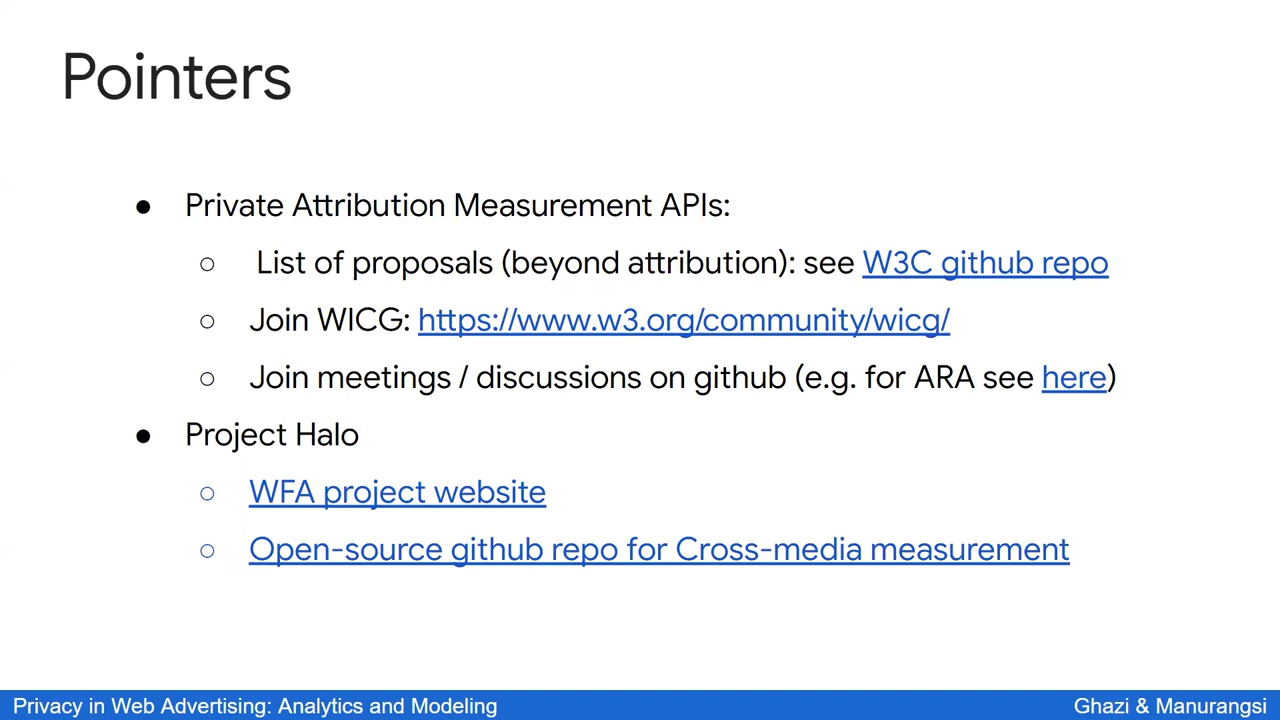 Pointers
● Private Attribution Measurement APIs:
○ List of proposals (beyond attribution): see W3C github repo
○ Join WICG: https://www.w3.org/community/wicg/
○ Join meetings / discussions on github (e.g. for ARA see here)
● Project Halo
○ WFA project website
○ Open-source github repo for Cross-media measurement
Privacy in Web Advertising: Analytics and Modeling
Ghazi & Manurangsi